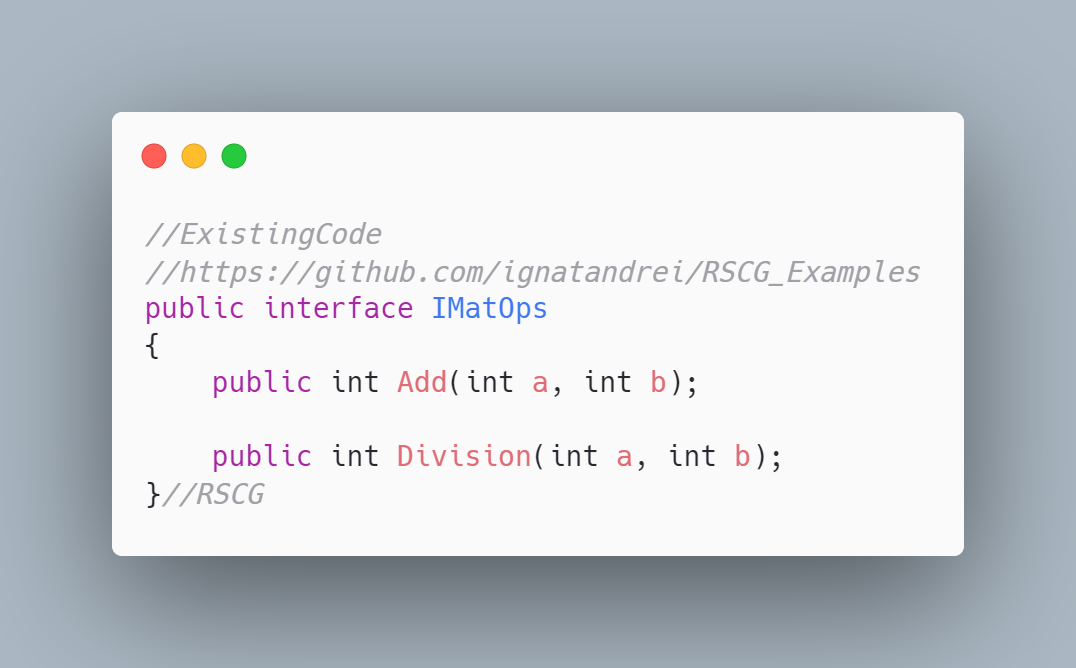 //ExistingCode
//https://github.com/ignatandrei/RSCG_Examples
public interface IMatOps
{
    public int Add(int a, int b);

    public int Division(int a, int b);
}//RSCG